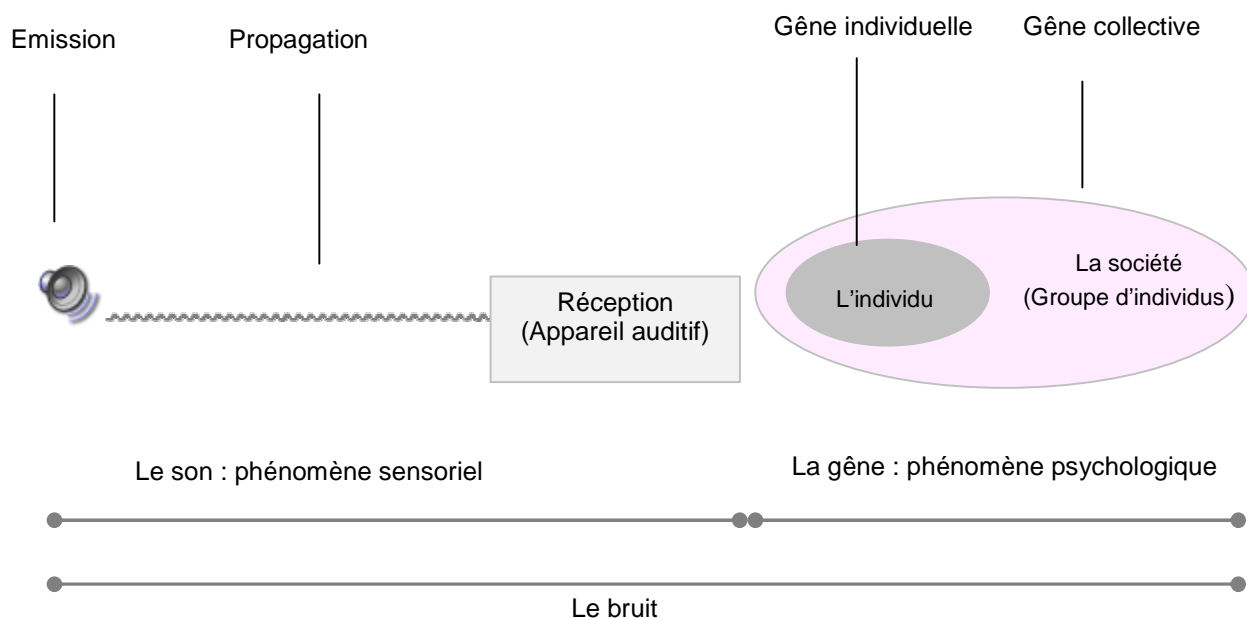 Emission
Propagation
Gêne individuelle
Gêne collective
Réception
(Appareil auditif)
L'individu
La société
(Groupe d'individus)
Le son : phénomène sensoriel
La gêne : phénomène psychologique
Le bruit